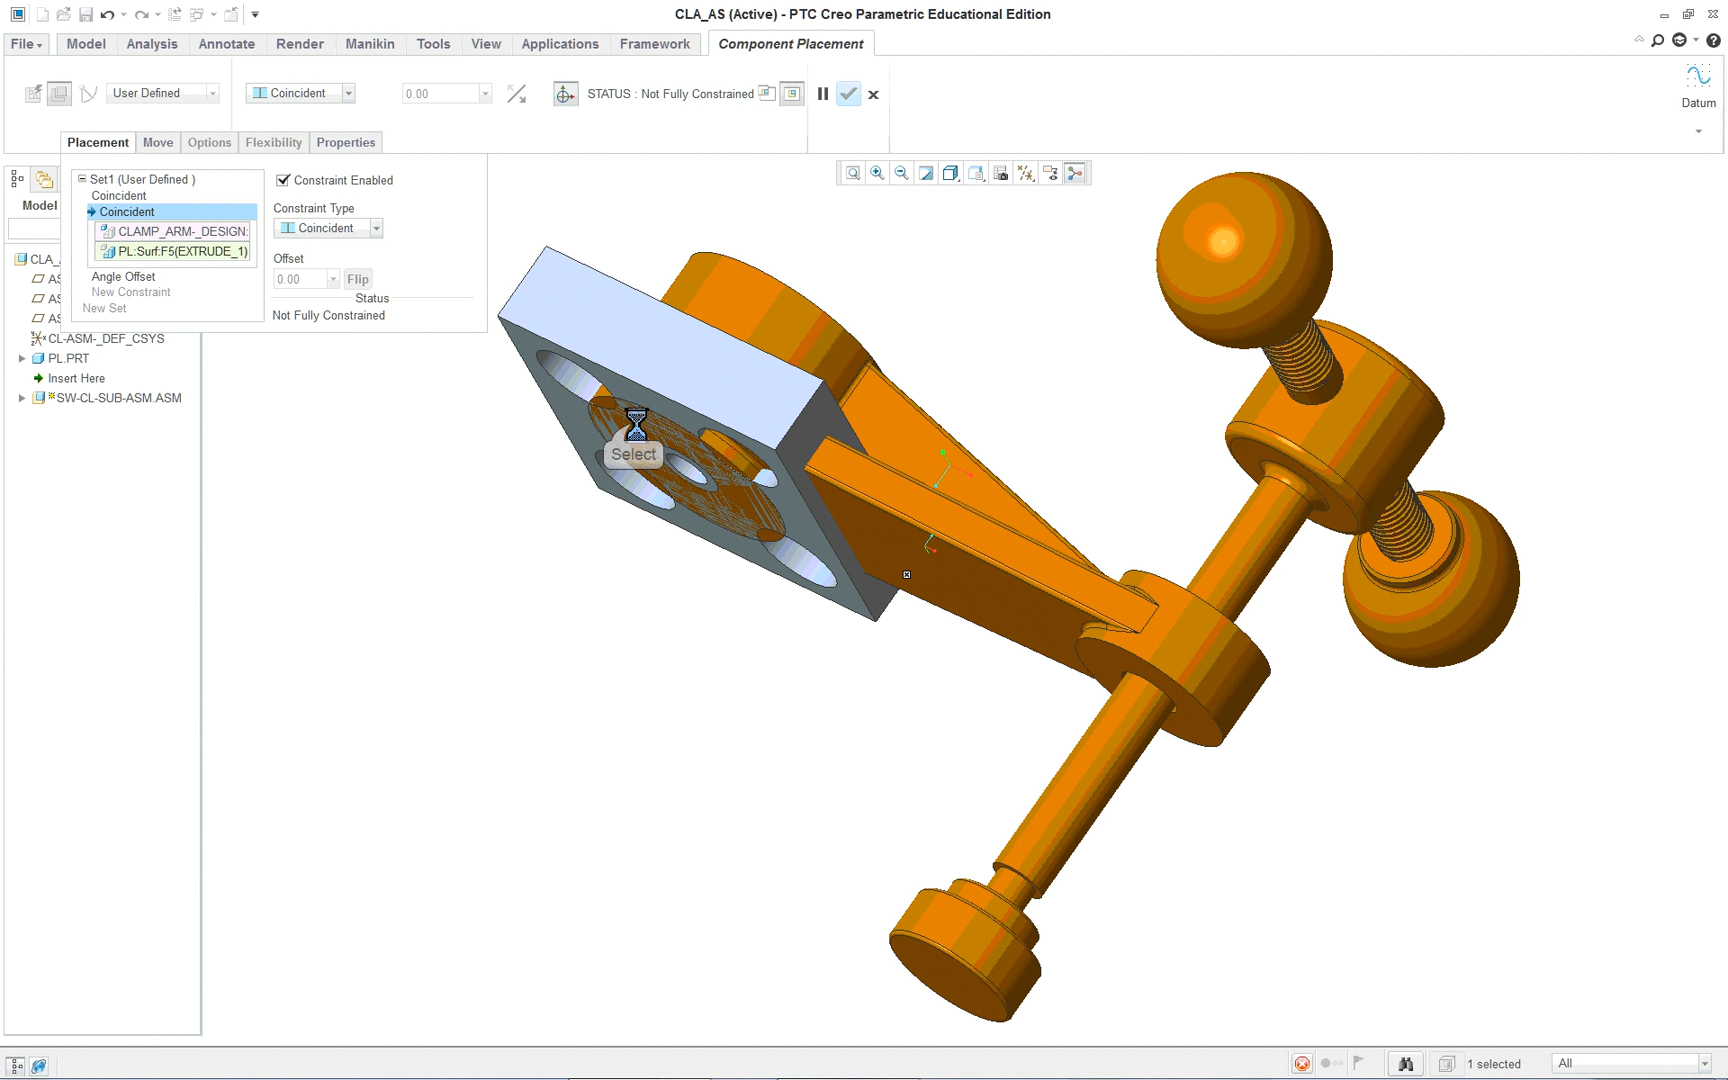 CLA_AS (Active) - PTC Creo Parametric Educational Edition
File Model Analysis Annotate Render Manikin Tools View Applications Framework Component Placement
User Defined Coincident 0.00 STATUS : Not Fully Constrained
Datum
Placement Move Options Flexibility Properties
Set1 (User Defined )
Coincident
Coincident
CLAMP_ARM-_DESIGN:
PL:Surf:F5(EXTRUDE_1)
Angle Offset
New Constraint
New Set
Constraint Enabled
Constraint Type
Coincident
Offset
0.00 Flip
Status
Not Fully Constrained
Model
CLA_
AS
AS
AS
CL-ASM-_DEF_CSYS
PL.PRT
Insert Here
SW-CL-SUB-ASM.ASM
Select
1 selected All